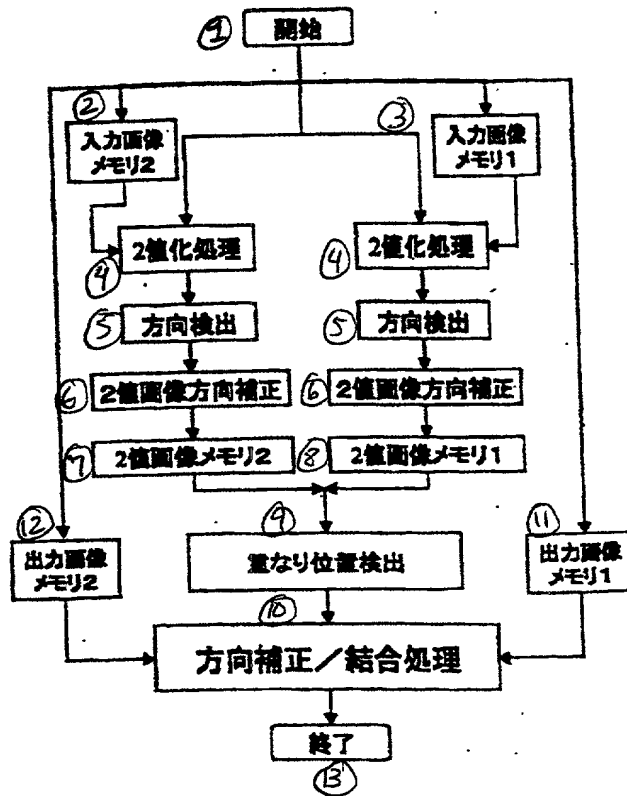 ① 開始
② ③
入力画像
メモリ2
入力画像
メモリ1
2値化処理
2値化処理
④ ④
⑤ 方向検出
⑤ 方向検出
⑥ 2値画像方向補正
⑥ 2値画像方向補正
⑦ 2値画像メモリ2
⑧ 2値画像メモリ1
⑨
重なり位置検出
⑫
出力画像
メモリ2
⑪
出力画像
メモリ1
⑩
方向補正／結合処理
終了
⑬